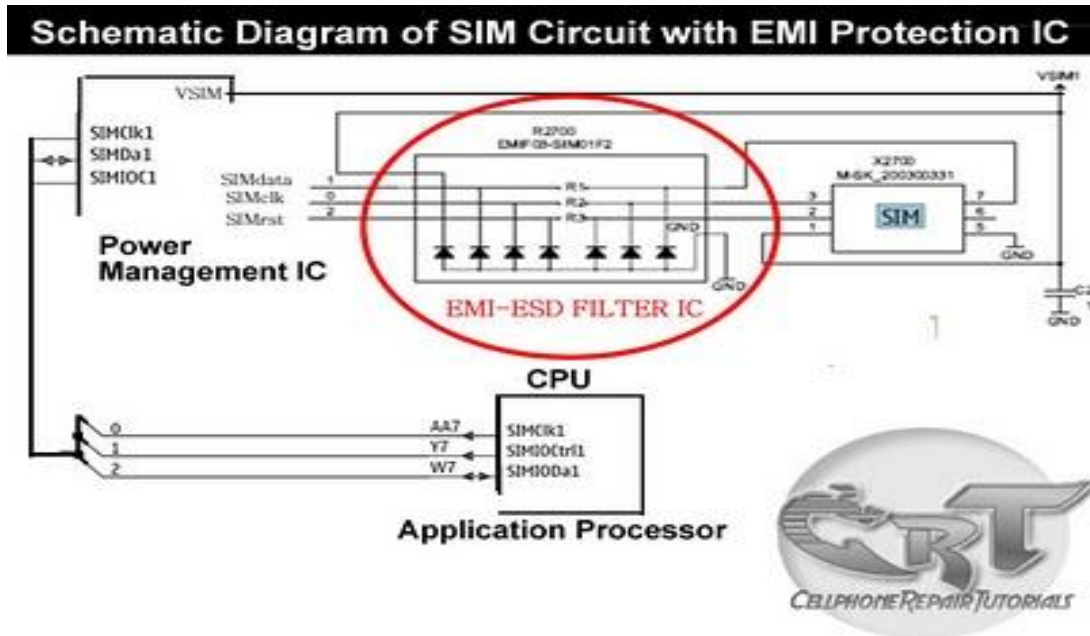 Schematic Diagram of SIM Circuit with EMI Protection IC
VSIM
VSIM1
SIMClk1
SIMDa1
SIMIOC1
Power
Management IC
SIMdata 1
SIMclk 0
SIMrst 2
R2700
EMIF03-SIM01F2
R1
R2
R3
GND
GND
EMI-ESD FILTER IC
X2700
M-SK_200300331
3
2
1
SIM
7
6
5
GND
GND
1
CPU
0 AA7 SIMClk1
1 Y7 SIMIOCtrl1
2 W7 SIMIODa1
Application Processor
CRT
CELLPHONE REPAIR TUTORIALS